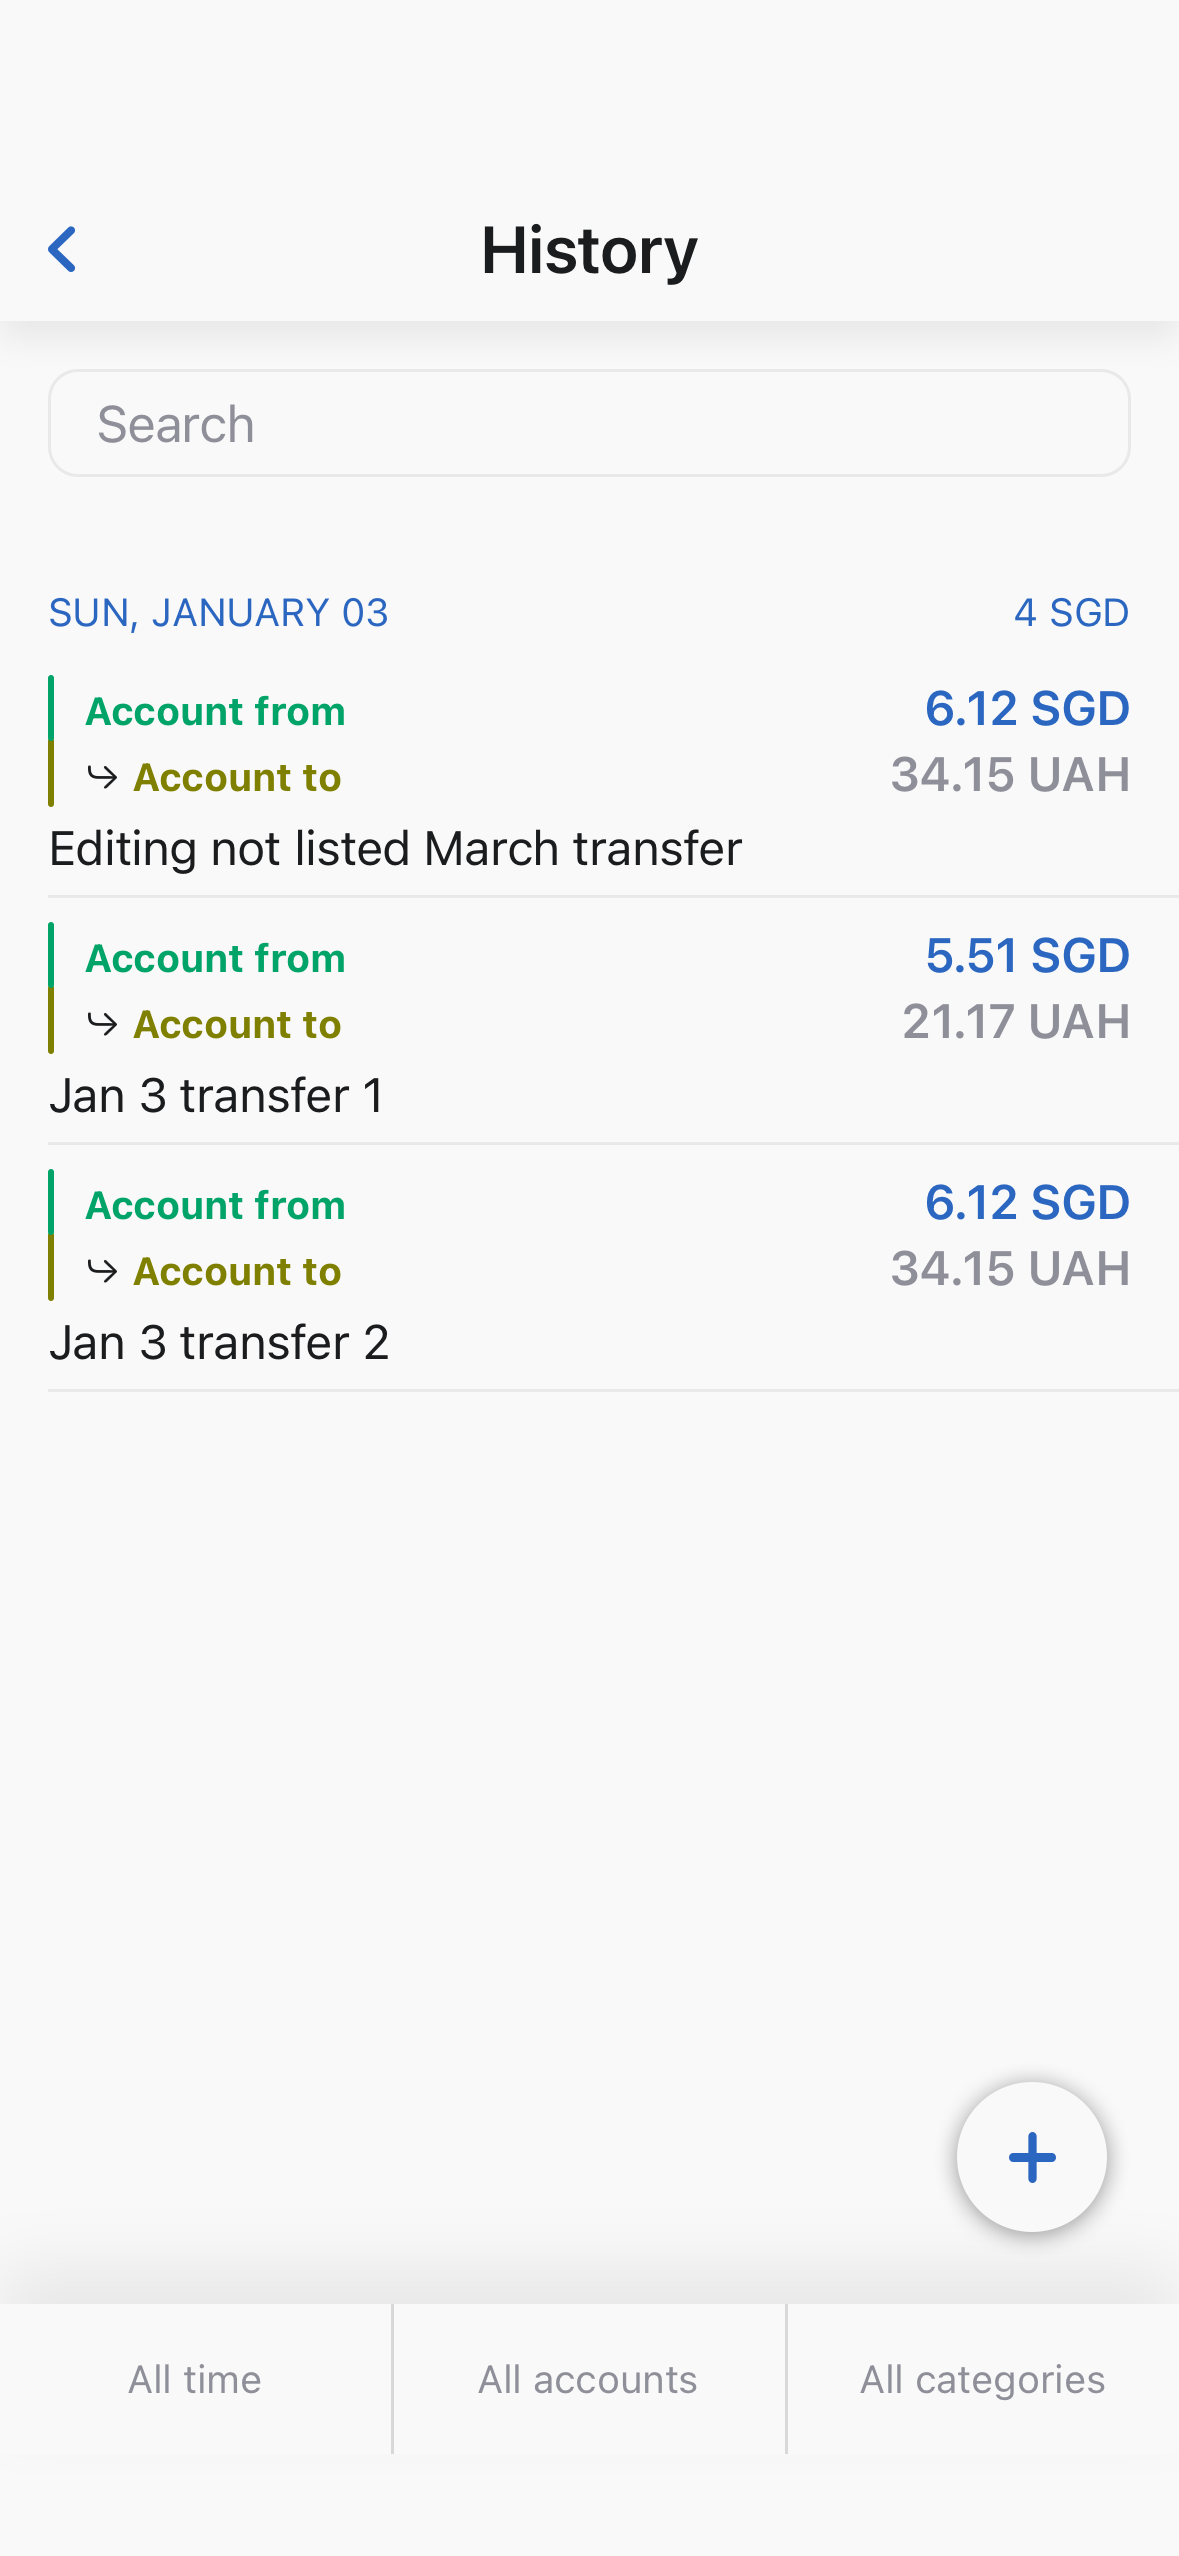 History
Search
SUN, JANUARY 03 4 SGD
Account from 6.12 SGD
Account to 34.15 UAH
Editing not listed March transfer
Account from 5.51 SGD
Account to 21.17 UAH
Jan 3 transfer 1
Account from 6.12 SGD
Account to 34.15 UAH
Jan 3 transfer 2
All time All accounts All categories